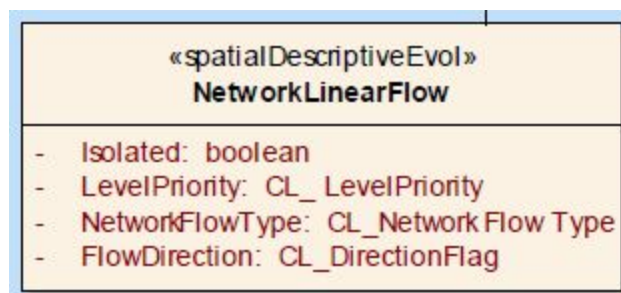 «spatialDescriptiveEvol»
NetworkLinearFlow
- Isolated: boolean
- LevelPriority: CL_ LevelPriority
- NetworkFlowType: CL_Network Flow Type
- FlowDirection: CL_DirectionFlag